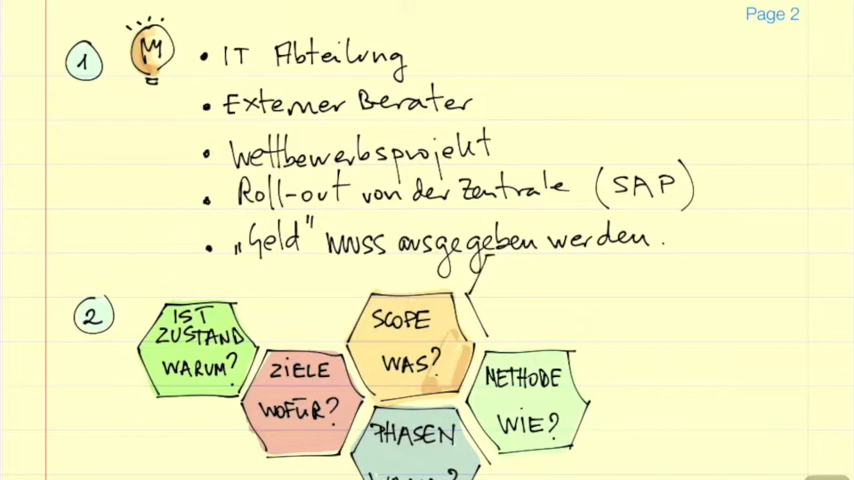 Page 2
1
• IT Abteilung
• Externer Berater
• Wettbewerbsprojekt
• Roll-out von der Zentrale (SAP)
• „Geld" muss ausgegeben werden.
2
IST
ZUSTAND
WARUM?
ZIELE
WOFÜR?
SCOPE
WAS?
METHODE
WIE?
PHASEN